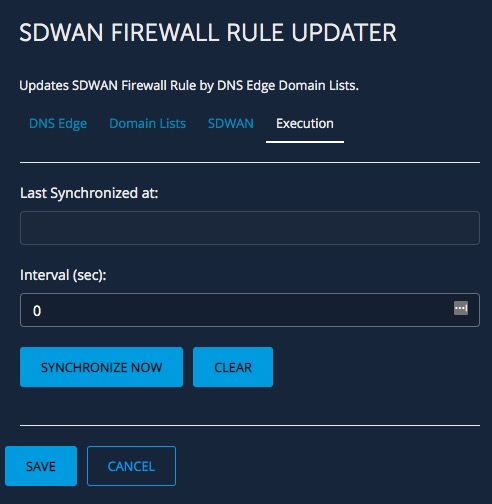 SDWAN FIREWALL RULE UPDATER
Updates SDWAN Firewall Rule by DNS Edge Domain Lists.
DNS Edge Domain Lists SDWAN Execution
Last Synchronized at:
Interval (sec):
0
SYNCHRONIZE NOW CLEAR
SAVE CANCEL